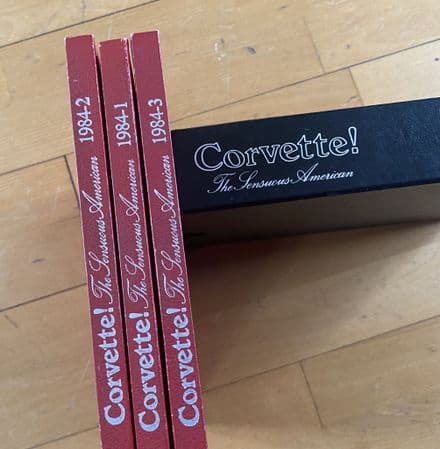 Corvette! The Sensuous American 1984-2
Corvette! The Sensuous American 1984-1
Corvette! The Sensuous American 1984-3
Corvette!
The Sensuous American